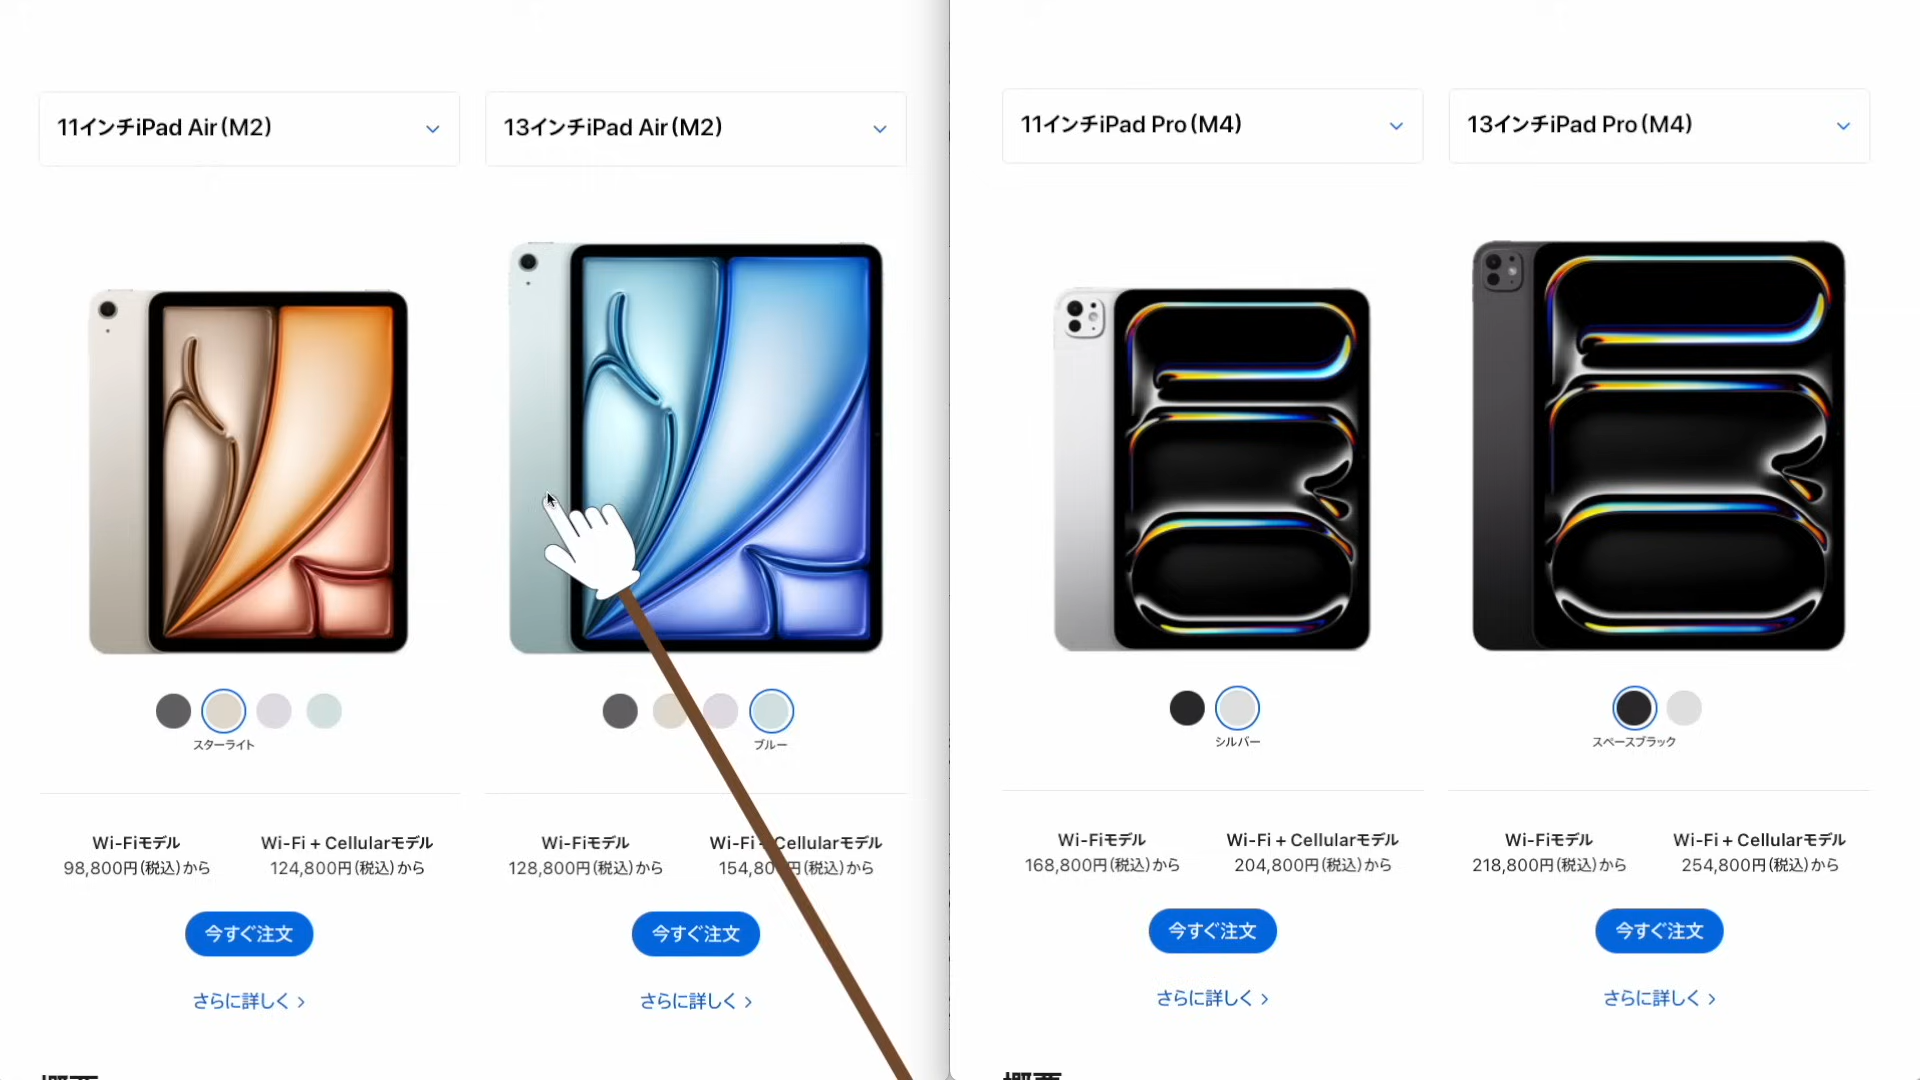 11インチiPad Air(M2)
13インチiPad Air(M2)
11インチiPad Pro(M4)
13インチiPad Pro(M4)
スターライト
ブルー
シルバー
スペースブラック
Wi-Fiモデル
98,800円(税込)から
Wi-Fi + Cellularモデル
124,800円(税込)から
Wi-Fiモデル
128,800円(税込)から
Wi-Fi + Cellularモデル
154,800円(税込)から
Wi-Fiモデル
168,800円(税込)から
Wi-Fi + Cellularモデル
204,800円(税込)から
Wi-Fiモデル
218,800円(税込)から
Wi-Fi + Cellularモデル
254,800円(税込)から
今すぐ注文
今すぐ注文
今すぐ注文
今すぐ注文
さらに詳しく >
さらに詳しく >
さらに詳しく >
さらに詳しく >